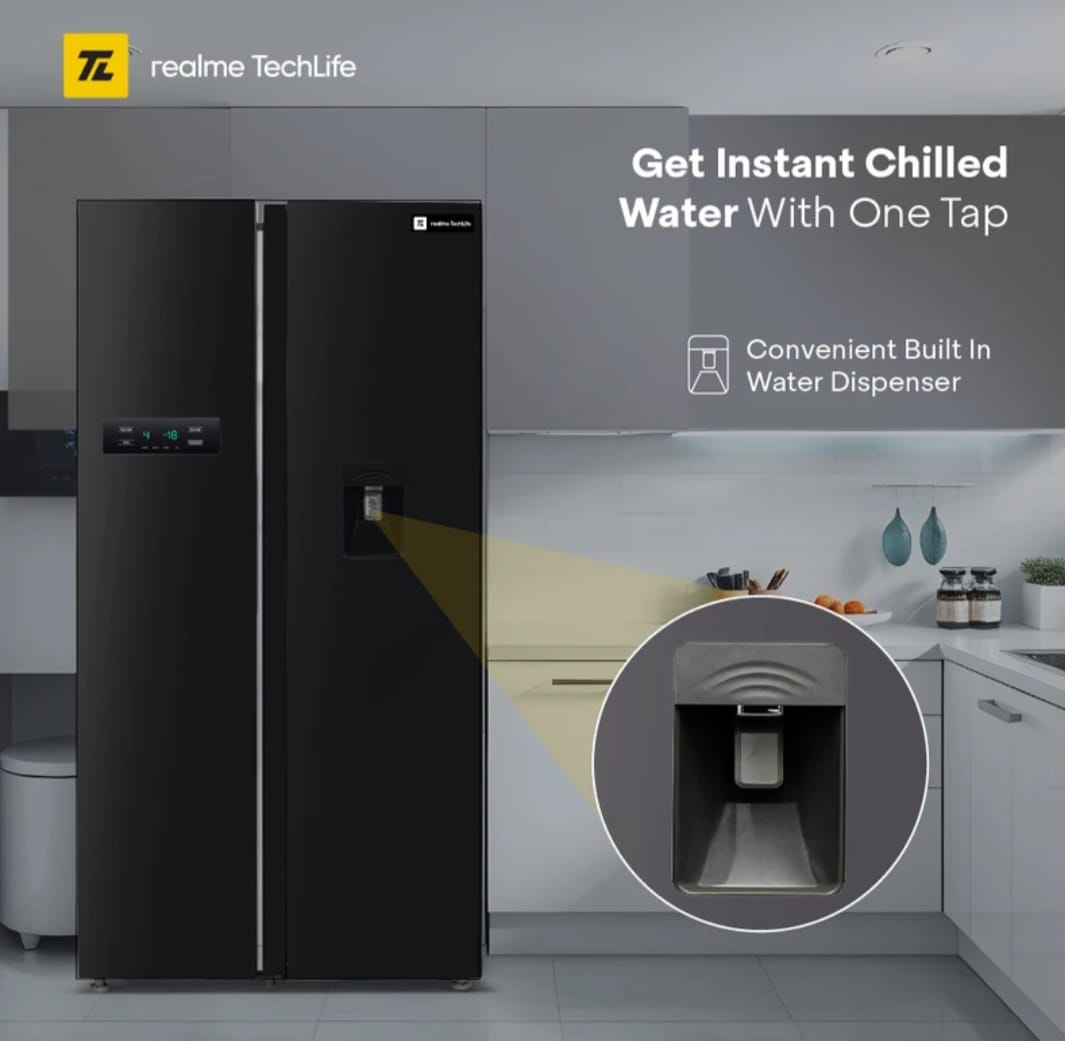 TL realme TechLife
Get Instant Chilled
Water With One Tap
realme TechLife
Convenient Built In
Water Dispenser
4 -18